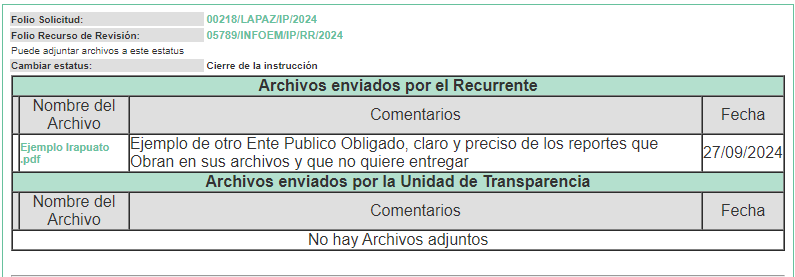 Folio Solicitud: 00218/LAPAZ/IP/2024
Folio Recurso de Revisión: 05789/INFOEM/IP/RR/2024
Puede adjuntar archivos a este estatus
Cambiar estatus: Cierre de la instrucción
Archivos enviados por el Recurrente
Nombre del
Archivo
Comentarios
Fecha
Ejemplo Irapuato
.pdf
Ejemplo de otro Ente Publico Obligado, claro y preciso de los reportes que
Obran en sus archivos y que no quiere entregar
27/09/2024
Archivos enviados por la Unidad de Transparencia
Nombre del
Archivo
Comentarios
Fecha
No hay Archivos adjuntos